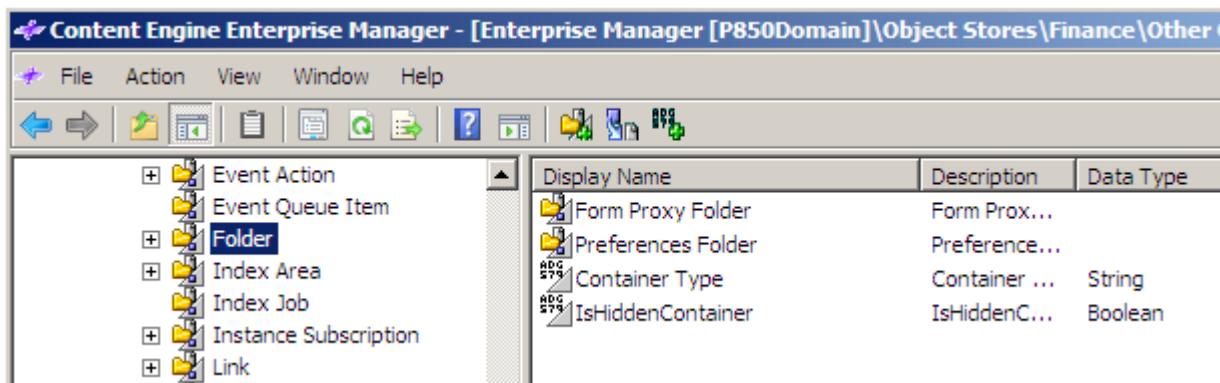 Content Engine Enterprise Manager - [Enterprise Manager [P850Domain]\Object Stores\Finance\Other
File Action View Window Help
Event Action
Event Queue Item
Folder
Index Area
Index Job
Instance Subscription
Link
Display Name Description Data Type
Form Proxy Folder Form Prox...
Preferences Folder Preference...
Container Type Container ... String
IsHiddenContainer IsHiddenC... Boolean